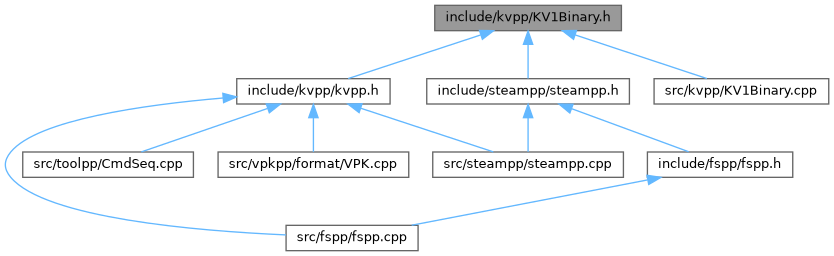 include/kvpp/KV1Binary.h
include/kvpp/kvpp.h
include/steampp/steampp.h
src/kvpp/KV1Binary.cpp
src/toolpp/CmdSeq.cpp
src/vpkpp/format/VPK.cpp
src/steampp/steampp.cpp
include/fspp/fspp.h
src/fspp/fspp.cpp